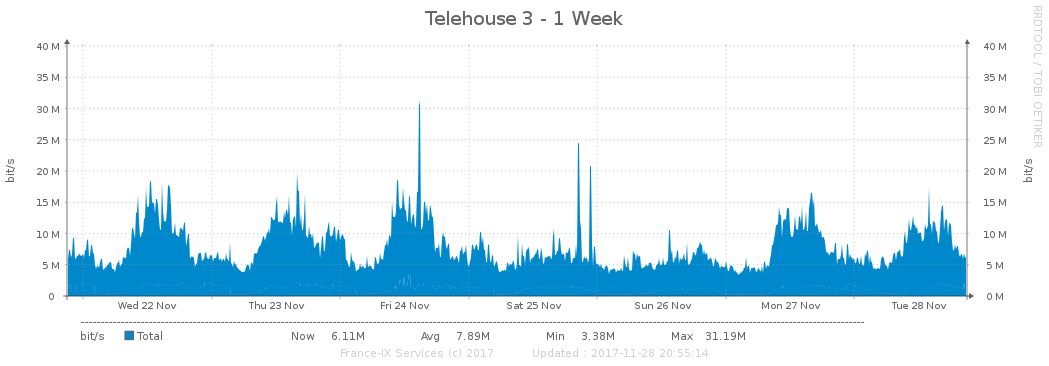 Telehouse 3 - 1 Week
RRDTOOL / TOBI OETIKER
bit/s
40 M 40 M
35 M 35 M
30 M 30 M
25 M 25 M
20 M 20 M
15 M 15 M
10 M 10 M
5 M 5 M
0 0 M
bit/s
Wed 22 Nov Thu 23 Nov Fri 24 Nov Sat 25 Nov Sun 26 Nov Mon 27 Nov Tue 28 Nov
bit/s Total Now 6.11M Avg 7.89M Min 3.38M Max 31.19M
France-IX Services (c) 2017 Updated : 2017-11-28 20:55:14